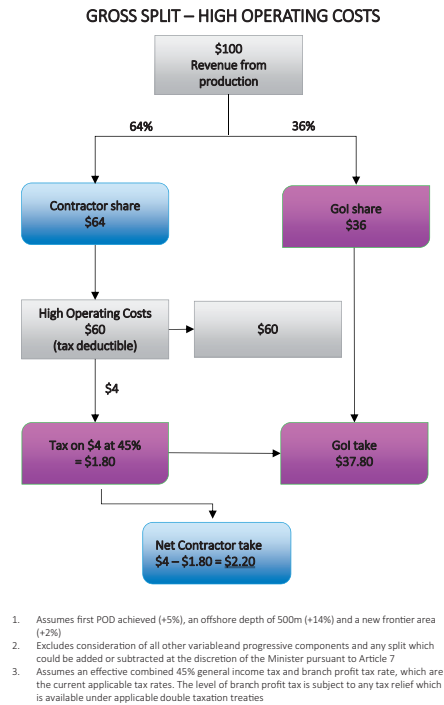 GROSS SPLIT – HIGH OPERATING COSTS
$100
Revenue from
production
64%
36%
Contractor share
$64
GoI share
$36
High Operating Costs
$60
(tax deductible)
$60
$4
Tax on $4 at 45%
= $1.80
GoI take
$37.80
Net Contractor take
$4 – $1.80 = $2.20
1. Assumes first POD achieved (+5%), an offshore depth of 500m (+14%) and a new frontier area
(+2%)
2. Excludes consideration of all other variable and progressive components and any split which
could be added or subtracted at the discretion of the Minister pursuant to Article 7
3. Assumes an effective combined 45% general income tax and branch profit tax rate, which are
the current applicable tax rates. The level of branch profit tax is subject to any tax relief which
is available under applicable double taxation treaties